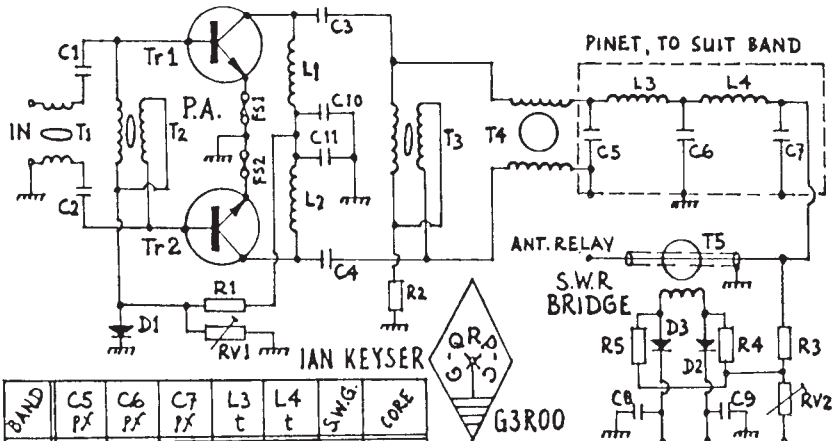 C3
PINET, TO SUIT BAND
C1
Tr1
L1
L3
L4
P.A.
FS1
C10
IN
T1
T2
C11
T3
T4
C5
C6
C7
FS2
C2
L2
Tr2
C4
ANT. RELAY
T5
S.W.R
BRIDGE
R1
R2
D1
RV1
D3
R5
R4
R3
D2
IAN KEYSER
G-QRP-C
C8
C9
RV2
G3ROO
BAND C5 pf C6 pf C7 pf L3 t L4 t S.W.G. CORE